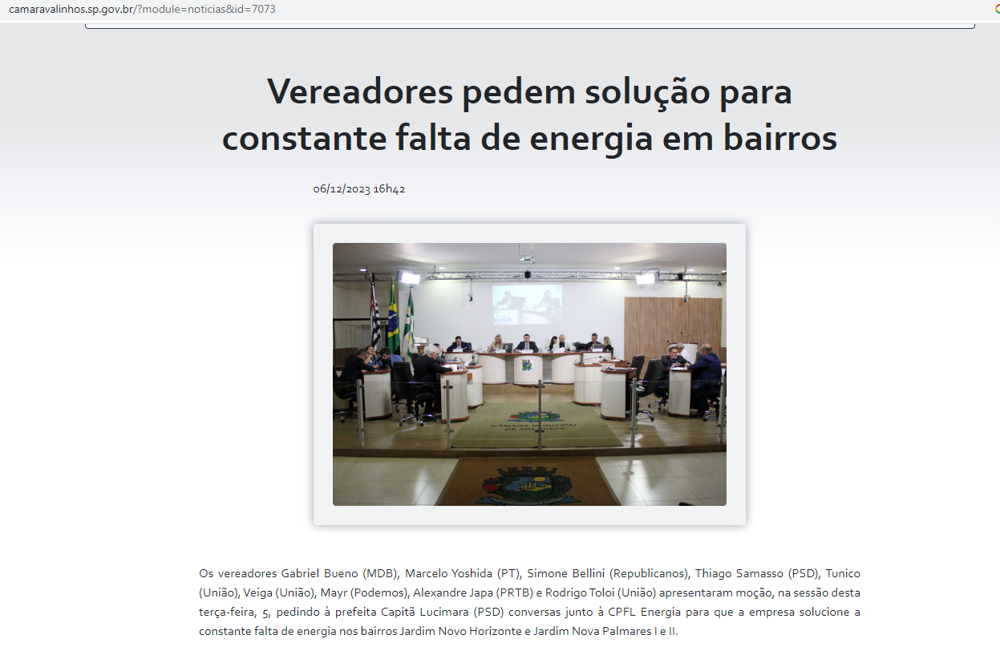 camaravalinhos.sp.gov.br/?module=noticias&id=7073
Vereadores pedem solução para
constante falta de energia em bairros
06/12/2023 16h42
CÂMARA MUNICIPAL
DE VALINHOS
Os vereadores Gabriel Bueno (MDB), Marcelo Yoshida (PT), Simone Bellini (Republicanos), Thiago Samasso (PSD), Tunico
(União), Veiga (União), Mayr (Podemos), Alexandre Japa (PRTB) e Rodrigo Toloi (União) apresentaram moção, na sessão desta
terça-feira, 5, pedindo à prefeita Capitã Lucimara (PSD) conversas junto à CPFL Energia para que a empresa solucione a
constante falta de energia nos bairros Jardim Novo Horizonte e Jardim Nova Palmares I e II.